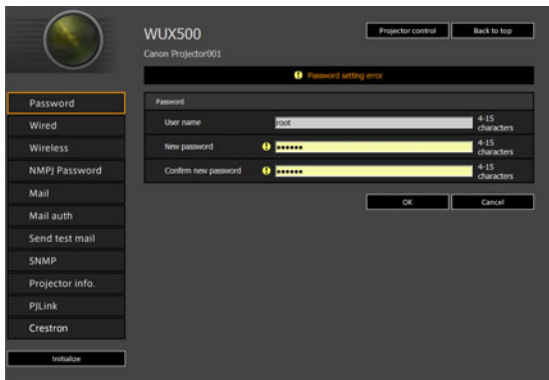 WUX500
Projector control
Back to top
Canon Projector001
Password setting error
Password
Wired
Wireless
NMPJ Password
Mail
Mail auth
Send test mail
SNMP
Projector info.
PJLink
Crestron
Initialize
Password
User name
root
4-15
characters
New password
••••••
4-15
characters
Confirm new password
••••••
4-15
characters
OK
Cancel